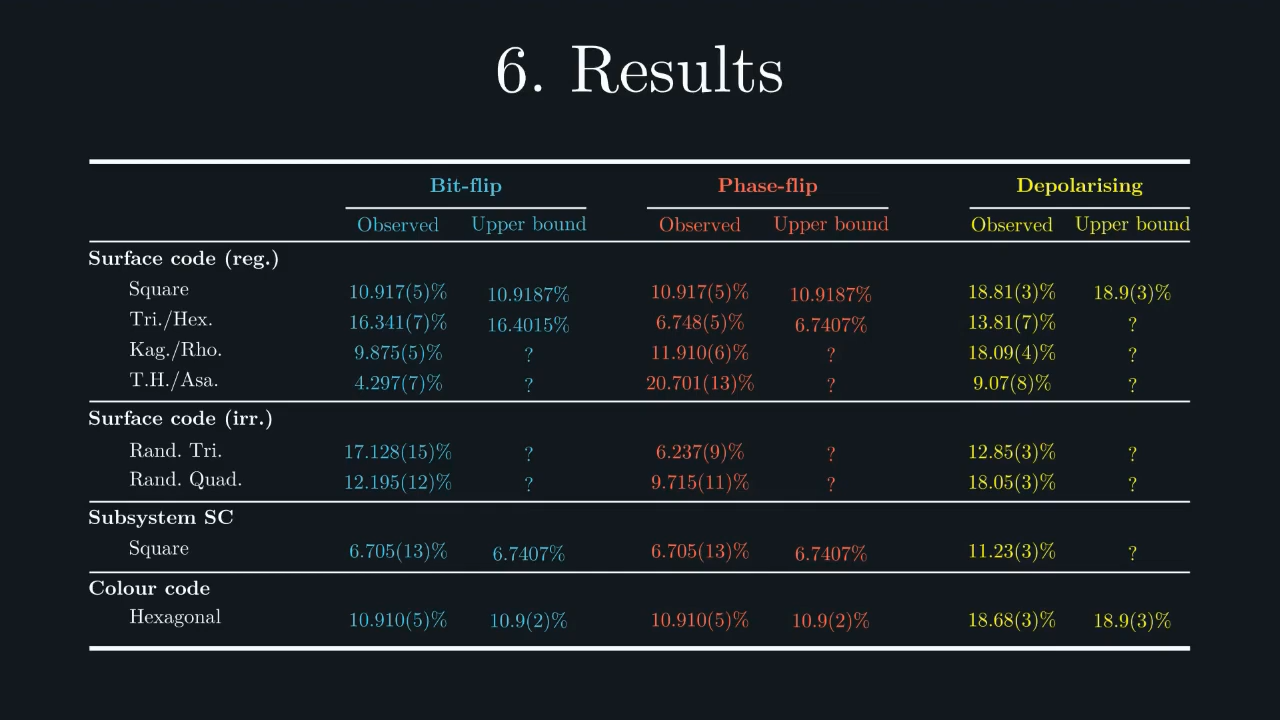 6. Results
Bit-flip Phase-flip Depolarising
Observed Upper bound Observed Upper bound Observed Upper bound
Surface code (reg.)
Square 10.917(5)% 10.9187% 10.917(5)% 10.9187% 18.81(3)% 18.9(3)%
Tri./Hex. 16.341(7)% 16.4015% 6.748(5)% 6.7407% 13.81(7)% ?
Kag./Rho. 9.875(5)% ? 11.910(6)% ? 18.09(4)% ?
T.H./Asa. 4.297(7)% ? 20.701(13)% ? 9.07(8)% ?
Surface code (irr.)
Rand. Tri. 17.128(15)% ? 6.237(9)% ? 12.85(3)% ?
Rand. Quad. 12.195(12)% ? 9.715(11)% ? 18.05(3)% ?
Subsystem SC
Square 6.705(13)% 6.7407% 6.705(13)% 6.7407% 11.23(3)% ?
Colour code
Hexagonal 10.910(5)% 10.9(2)% 10.910(5)% 10.9(2)% 18.68(3)% 18.9(3)%